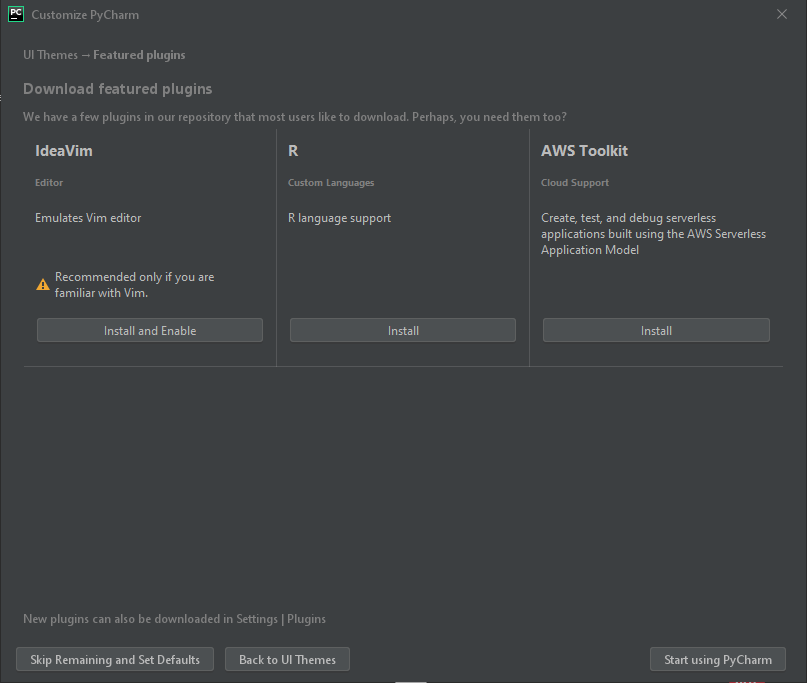 PC Customize PyCharm
UI Themes → Featured plugins
Download featured plugins
We have a few plugins in our repository that most users like to download. Perhaps, you need them too?
IdeaVim
Editor
Emulates Vim editor
Recommended only if you are
familiar with Vim.
Install and Enable
R
Custom Languages
R language support
Install
AWS Toolkit
Cloud Support
Create, test, and debug serverless
applications built using the AWS Serverless
Application Model
Install
New plugins can also be downloaded in Settings | Plugins
Skip Remaining and Set Defaults
Back to UI Themes
Start using PyCharm